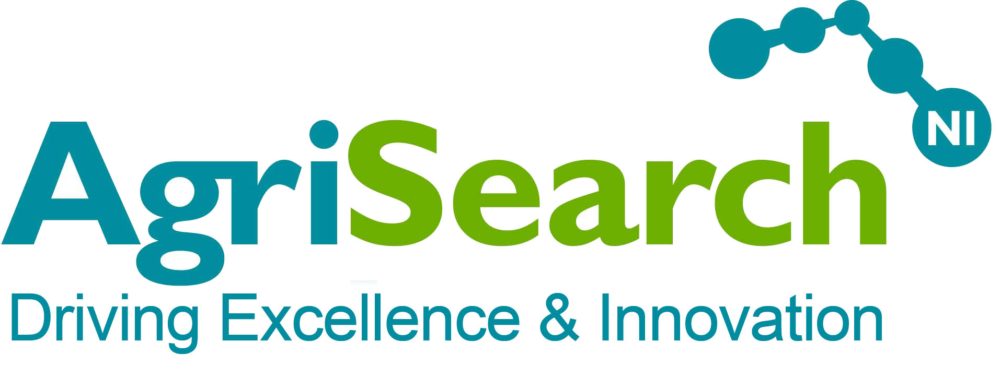 NI
AgriSearch
Driving Excellence & Innovation